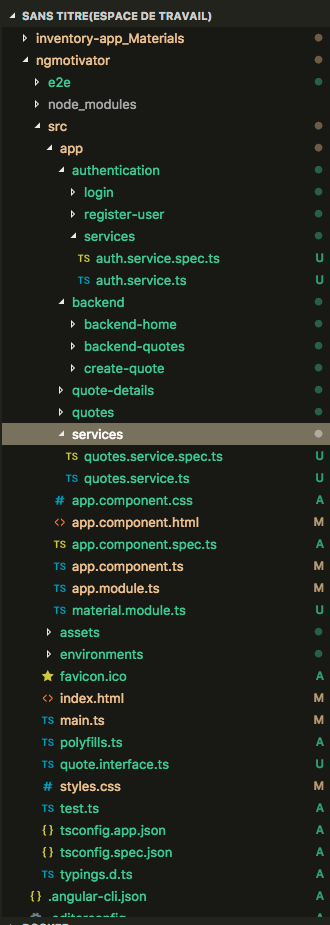 SANS TITRE(ESPACE DE TRAVAIL)
inventory-app_Materials
ngmotivator
e2e
node_modules
src
app
authentication
login
register-user
services
TS auth.service.spec.ts U
TS auth.service.ts U
backend
backend-home
backend-quotes
create-quote
quote-details
quotes
services
TS quotes.service.spec.ts U
TS quotes.service.ts U
# app.component.css A
<> app.component.html M
TS app.component.spec.ts A
TS app.component.ts M
TS app.module.ts M
TS material.module.ts U
assets
environments
favicon.ico A
<> index.html M
TS main.ts M
TS polyfills.ts A
TS quote.interface.ts U
# styles.css M
TS test.ts A
{} tsconfig.app.json A
{} tsconfig.spec.json A
TS typings.d.ts A
{} .angular-cli.json A
.editorconfig A